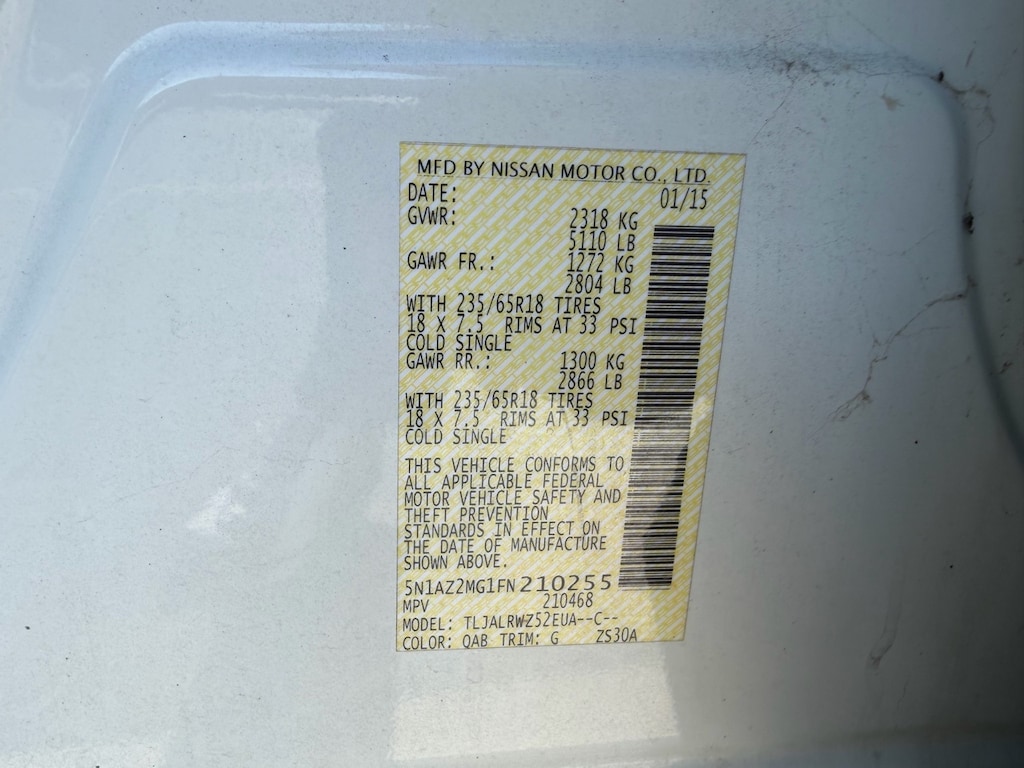 MFD BY NISSAN MOTOR CO., LTD.
DATE: 01/15
GVWR: 2318 KG
5110 LB
GAWR FR.: 1272 KG
2804 LB
WITH 235/65R18 TIRES
18 X 7.5 RIMS AT 33 PSI
COLD SINGLE
GAWR RR.: 1300 KG
2866 LB
WITH 235/65R18 TIRES
18 X 7.5 RIMS AT 33 PSI
COLD SINGLE
THIS VEHICLE CONFORMS TO
ALL APPLICABLE FEDERAL
MOTOR VEHICLE SAFETY AND
THEFT PREVENTION
STANDARDS IN EFFECT ON
THE DATE OF MANUFACTURE
SHOWN ABOVE.
5N1AZ2MG1FN210255
MPV 210468
MODEL: TLJALRWZ52EUA--C--
COLOR: QAB TRIM: G ZS30A